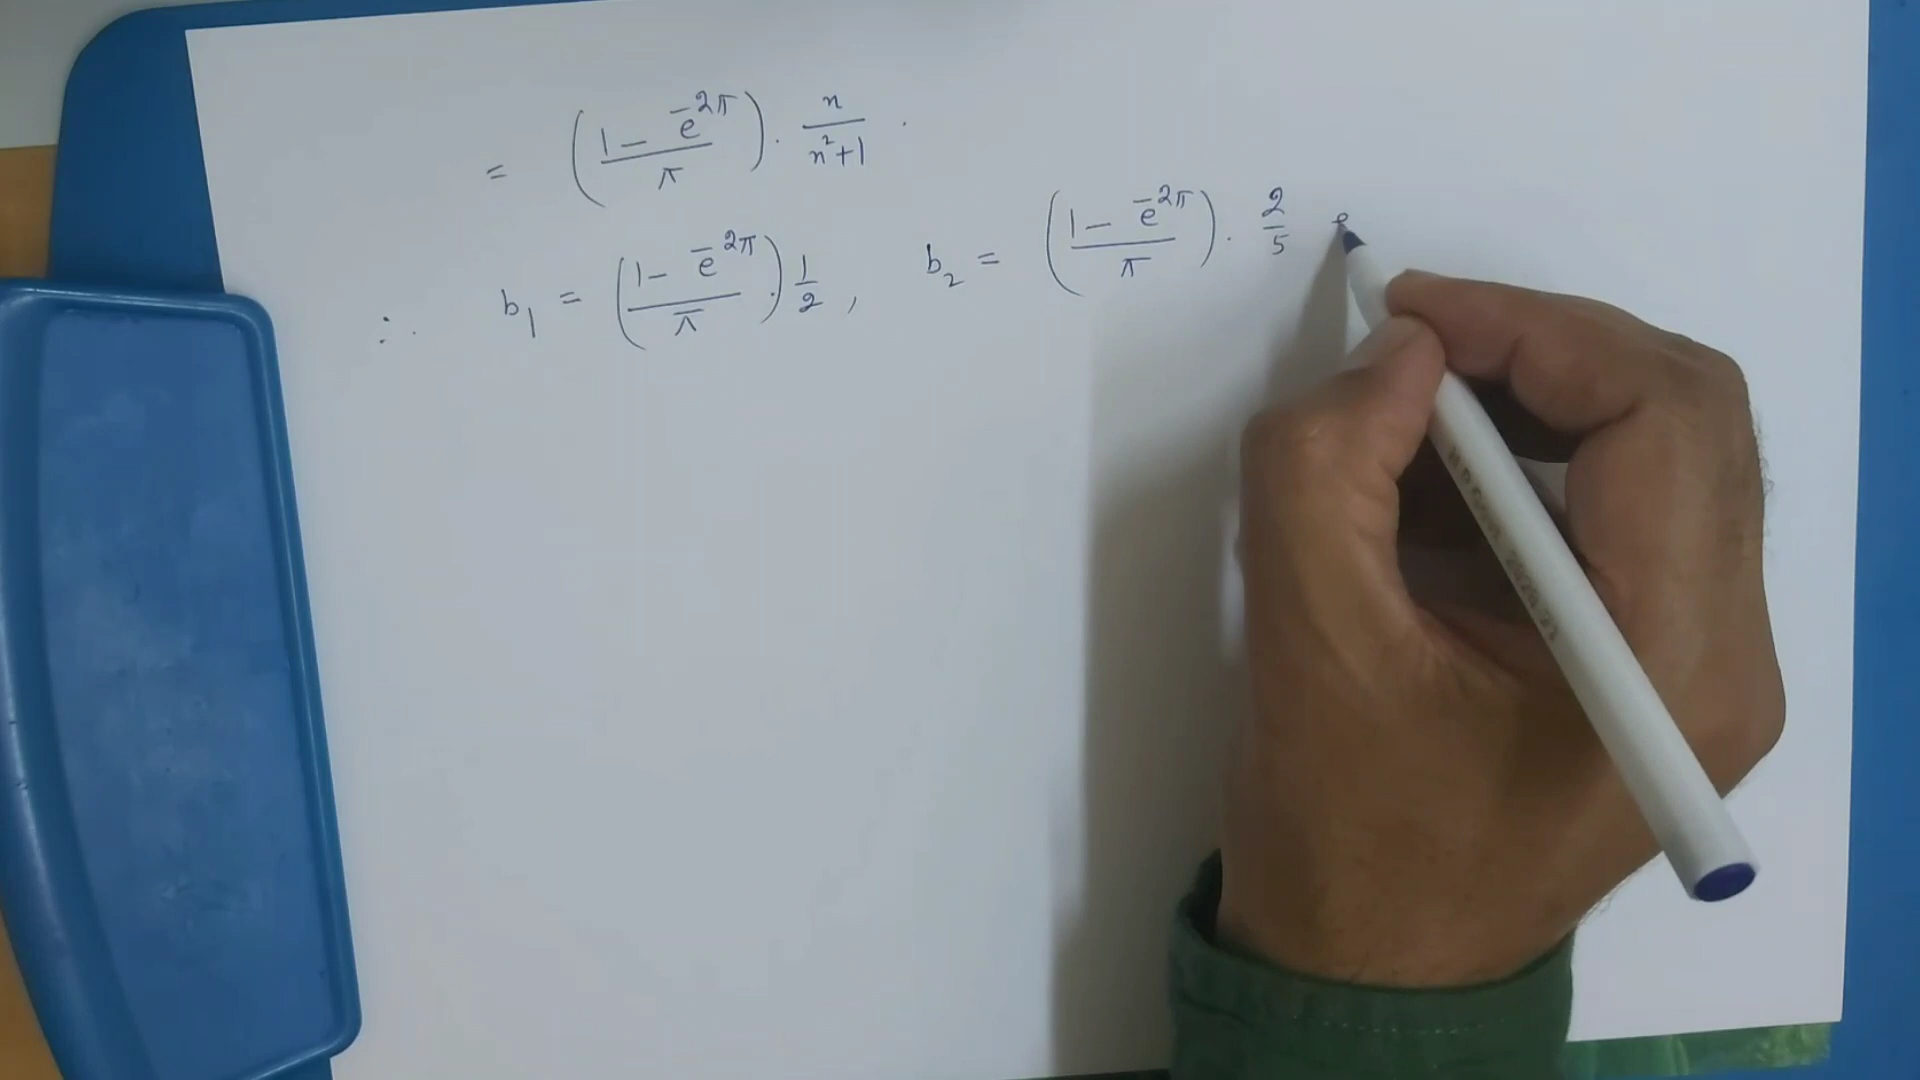 = (1 - e^-2π / π) . n / n²+1 .
∴ b₁ = (1 - e^-2π / π) . 1/2 , b₂ = (1 - e^-2π / π) . 2/5 e